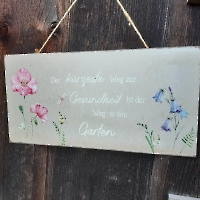 Der kürzeste Weg zur
Gesundheit ist der
Weg in den
Garten